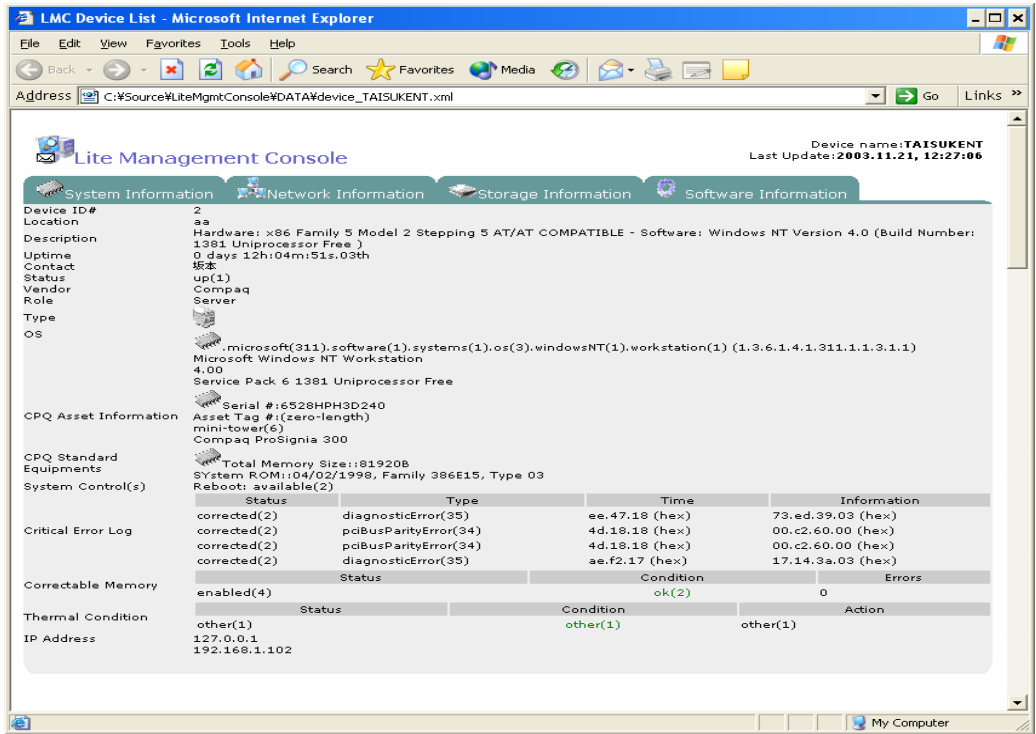 LMC Device List - Microsoft Internet Explorer
File Edit View Favorites Tools Help
Back Search Favorites Media
Address C:¥Source¥LiteMgmtConsole¥DATA¥device_TAISUKENT.xml Go Links »
Device name:TAISUKENT
Lite Management Console
Last Update:2003.11.21, 12:27:06
System Information Network Information Storage Information Software Information
Device ID# 2
Location aa
Description Hardware: x86 Family 5 Model 2 Stepping 5 AT/AT COMPATIBLE - Software: Windows NT Version 4.0 (Build Number:
1381 Uniprocessor Free )
Uptime 0 days 12h:04m:51s.03th
Contact 坂本
Status up(1)
Vendor Compaq
Role Server
Type
OS
.microsoft(311).software(1).systems(1).os(3).windowsNT(1).workstation(1) (1.3.6.1.4.1.311.1.1.3.1.1)
Microsoft Windows NT Workstation
4.00
Service Pack 6 1381 Uniprocessor Free
Serial #:6528HPH3D240
CPQ Asset Information Asset Tag #:(zero-length)
mini-tower(6)
Compaq ProSignia 300
CPQ Standard
Equipments
Total Memory Size::81920B
SYstem ROM::04/02/1998, Family 386E15, Type 03
System Control(s) Reboot: available(2)
Status Type Time Information
corrected(2) diagnosticError(35) ee.47.18 (hex) 73.ed.39.03 (hex)
Critical Error Log corrected(2) pciBusParityError(34) 4d.18.18 (hex) 00.c2.60.00 (hex)
corrected(2) pciBusParityError(34) 4d.18.18 (hex) 00.c2.60.00 (hex)
corrected(2) diagnosticError(35) ae.f2.17 (hex) 17.14.3a.03 (hex)
Status Condition Errors
Correctable Memory
enabled(4) ok(2) 0
Status Condition Action
Thermal Condition
other(1) other(1) other(1)
IP Address 127.0.0.1
192.168.1.102
My Computer